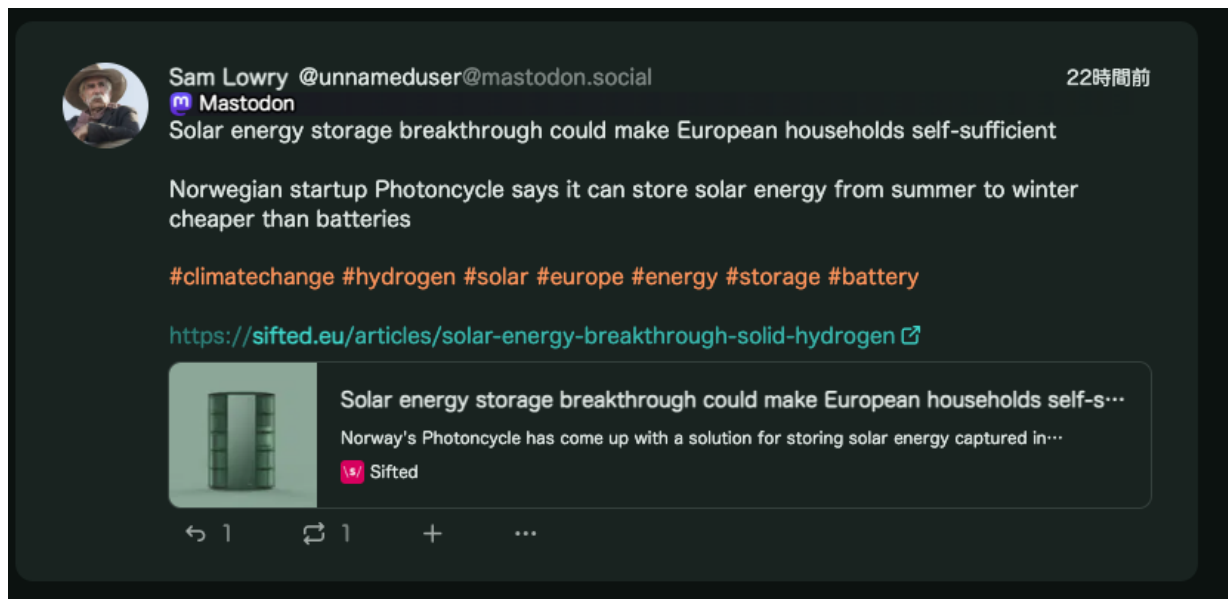 Sam Lowry @unnameduser@mastodon.social 22時間前
Mastodon
Solar energy storage breakthrough could make European households self-sufficient
Norwegian startup Photoncycle says it can store solar energy from summer to winter
cheaper than batteries
#climatechange #hydrogen #solar #europe #energy #storage #battery
https://sifted.eu/articles/solar-energy-breakthrough-solid-hydrogen
Solar energy storage breakthrough could make European households self-s…
Norway's Photoncycle has come up with a solution for storing solar energy captured in…
\s/ Sifted
1 1